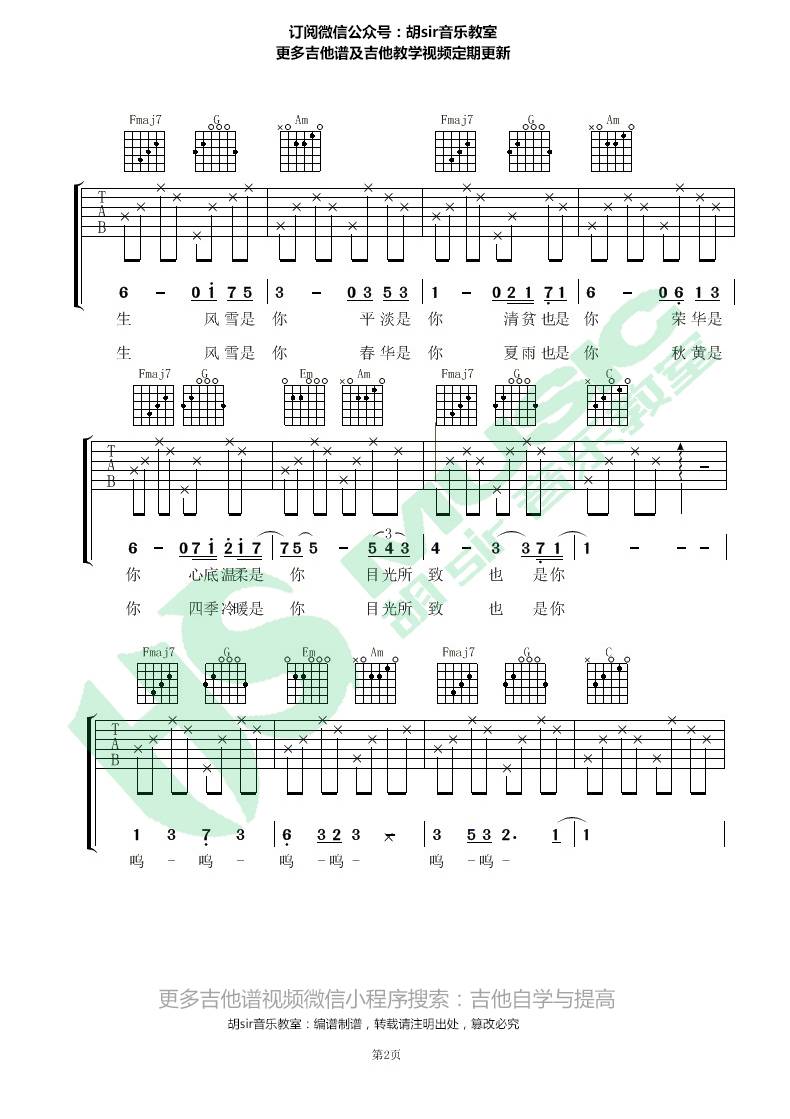 订阅微信公众号：胡sir音乐教室
更多吉他谱及吉他教学视频定期更新
Fmaj7 G Am Fmaj7 G Am
T
A
B
6 - 0 1 7 5 3 - 0 3 5 3 1 - 0 2 1 7 1 6 - 0 6 1 3
生 风雪是 你 平淡是 你 清贫也是 你 荣华是
生 风雪是 你 春华是 你 夏雨也是 你 秋黄是
Fmaj7 G Em Am Fmaj7 G C
T
A
B
3
6 - 0 7 1 2 1 7 7 5 5 - 5 4 3 4 - 3 3 7 1 1 - -
你 心底温柔是 你 目光所 致 也 是你
你 四季冷暖是 你 目光所 致 也 是你
Fmaj7 G Em Am Fmaj7 G C
T
A
B
1 3 7 3 6 3 2 3 3 5 3 2. 1 1
呜 - 呜 - 呜 -呜 - 呜 -呜 -
HS MUSIC
胡 sir 音乐教室
更多吉他谱视频微信小程序搜索：吉他自学与提高
胡sir音乐教室：编谱制谱，转载请注明出处，篡改必究
第2页